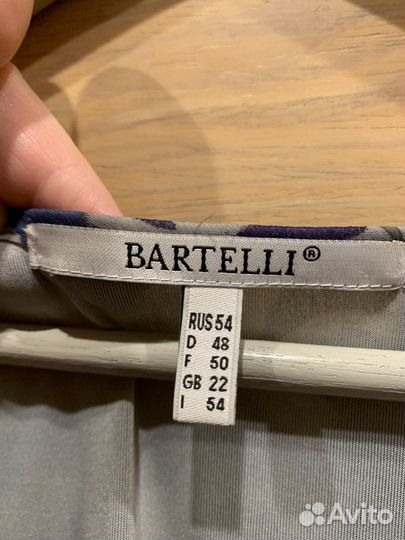 BARTELLI®
RUS 54
D 48
F 50
GB 22
I 54
Avito